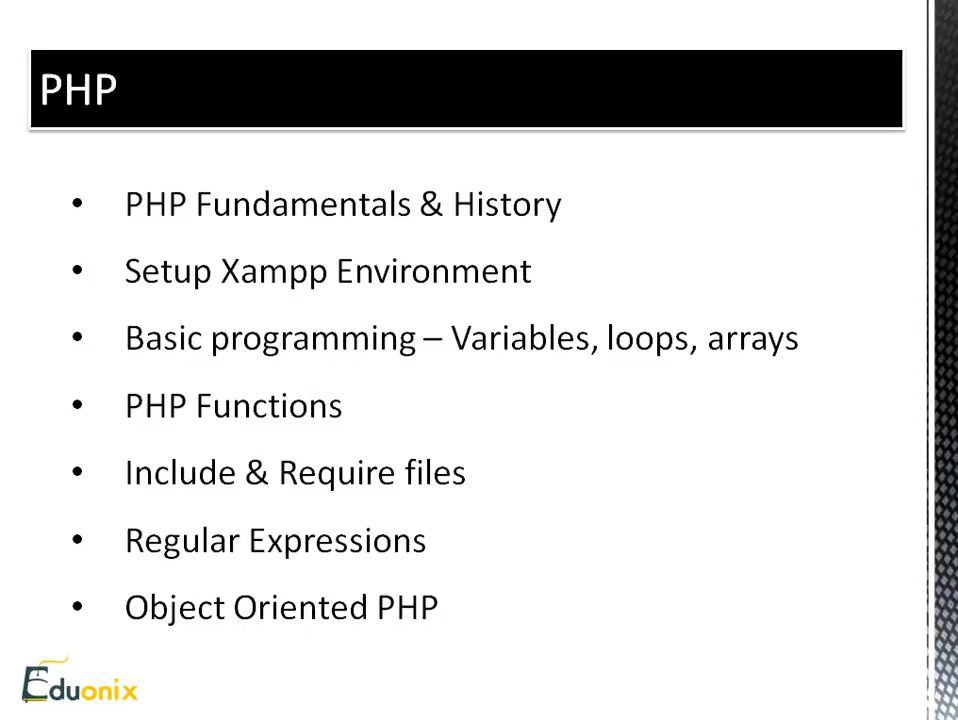 PHP
• PHP Fundamentals & History
• Setup Xampp Environment
• Basic programming – Variables, loops, arrays
• PHP Functions
• Include & Require files
• Regular Expressions
• Object Oriented PHP
Eduonix